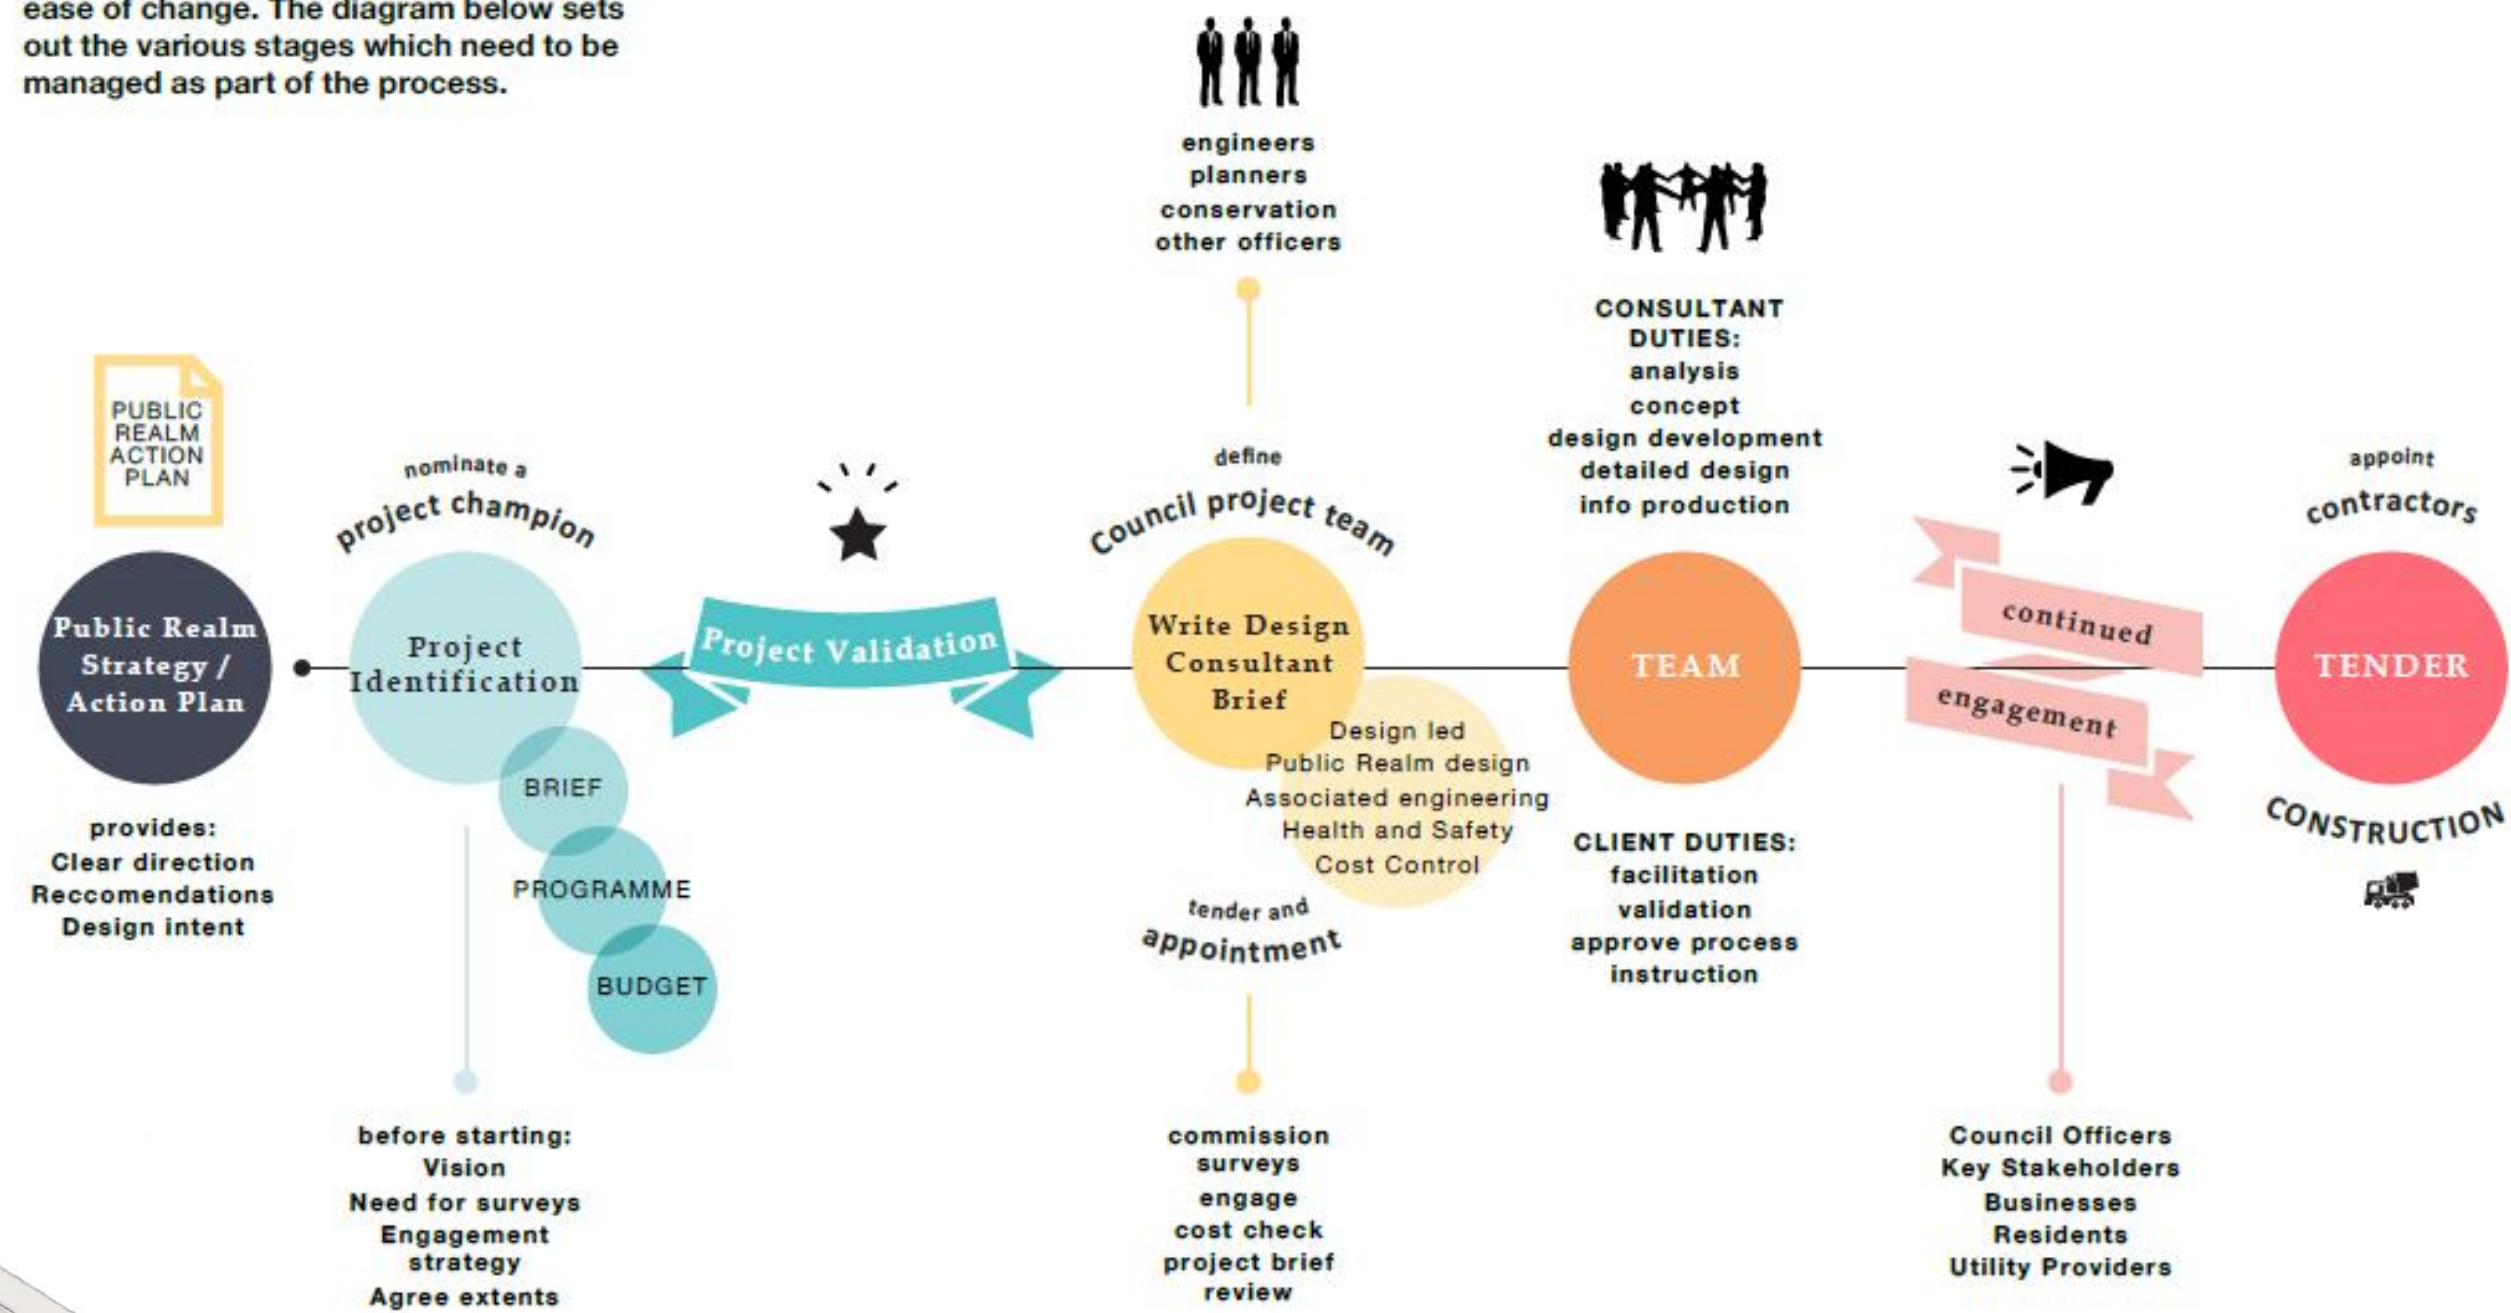 ease of change. The diagram below sets
out the various stages which need to be
managed as part of the process.
PUBLIC
REALM
ACTION
PLAN
Public Realm
Strategy /
Action Plan
provides:
Clear direction
Reccomendations
Design intent
nominate a
project champion
Project
Identification
BRIEF
PROGRAMME
BUDGET
before starting:
Vision
Need for surveys
Engagement
strategy
Agree extents
Project Validation
engineers
planners
conservation
other officers
define
Council project team
Write Design
Consultant
Brief
Design led
Public Realm design
Associated engineering
Health and Safety
Cost Control
tender and
appointment
commission
surveys
engage
cost check
project brief
review
CONSULTANT
DUTIES:
analysis
concept
design development
detailed design
info production
TEAM
CLIENT DUTIES:
facilitation
validation
approve process
instruction
continued
engagement
Council Officers
Key Stakeholders
Businesses
Residents
Utility Providers
appoint
contractors
TENDER
CONSTRUCTION